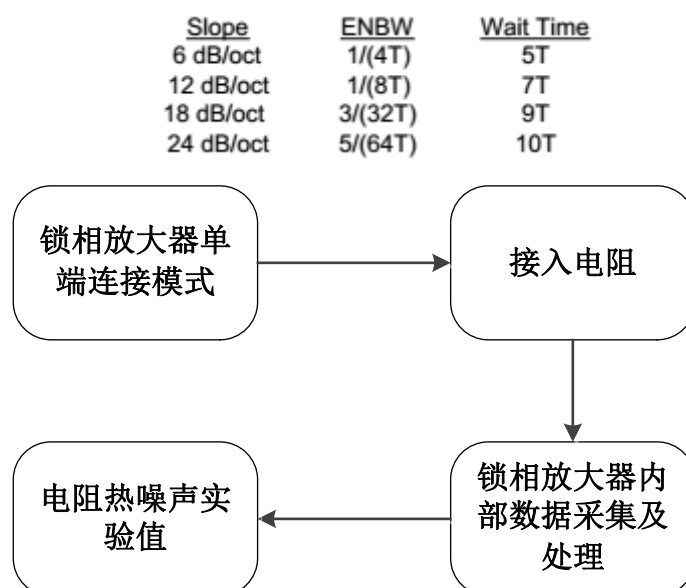 Slope ENBW Wait Time
6 dB/oct 1/(4T) 5T
12 dB/oct 1/(8T) 7T
18 dB/oct 3/(32T) 9T
24 dB/oct 5/(64T) 10T
锁相放大器单
端连接模式
接入电阻
锁相放大器内
部数据采集及
处理
电阻热噪声实
验值